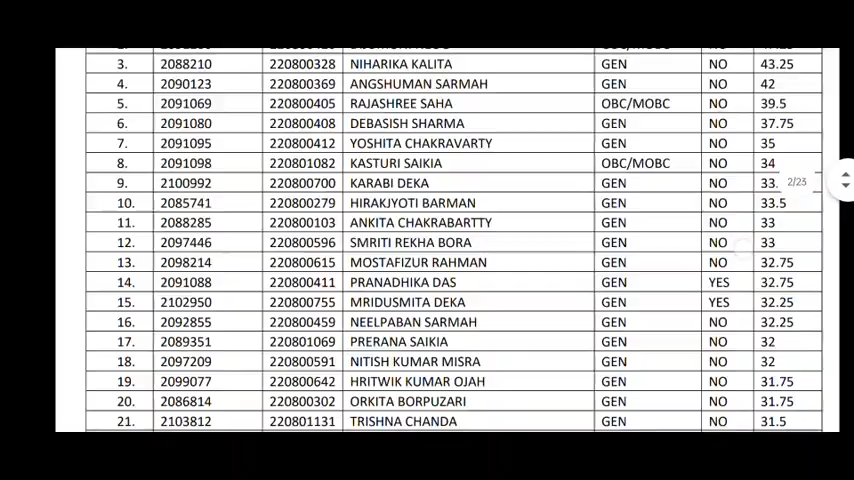 3. 2088210 220800328 NIHARIKA KALITA GEN NO 43.25
4. 2090123 220800369 ANGSHUMAN SARMAH GEN NO 42
5. 2091069 220800405 RAJASHREE SAHA OBC/MOBC NO 39.5
6. 2091080 220800408 DEBASISH SHARMA GEN NO 37.75
7. 2091095 220800412 YOSHITA CHAKRAVARTY GEN NO 35
8. 2091098 220801082 KASTURI SAIKIA OBC/MOBC NO 34
9. 2100992 220800700 KARABI DEKA GEN NO 33. 2/23
10. 2085741 220800279 HIRAKJYOTI BARMAN GEN NO 33.5
11. 2088285 220800103 ANKITA CHAKRABARTTY GEN NO 33
12. 2097446 220800596 SMRITI REKHA BORA GEN NO 33
13. 2098214 220800615 MOSTAFIZUR RAHMAN GEN NO 32.75
14. 2091088 220800411 PRANADHIKA DAS GEN YES 32.75
15. 2102950 220800755 MRIDUSMITA DEKA GEN YES 32.25
16. 2092855 220800459 NEELPABAN SARMAH GEN NO 32.25
17. 2089351 220801069 PRERANA SAIKIA GEN NO 32
18. 2097209 220800591 NITISH KUMAR MISRA GEN NO 32
19. 2099077 220800642 HRITWIK KUMAR OJAH GEN NO 31.75
20. 2086814 220800302 ORKITA BORPUZARI GEN NO 31.75
21. 2103812 220801131 TRISHNA CHANDA GEN NO 31.5